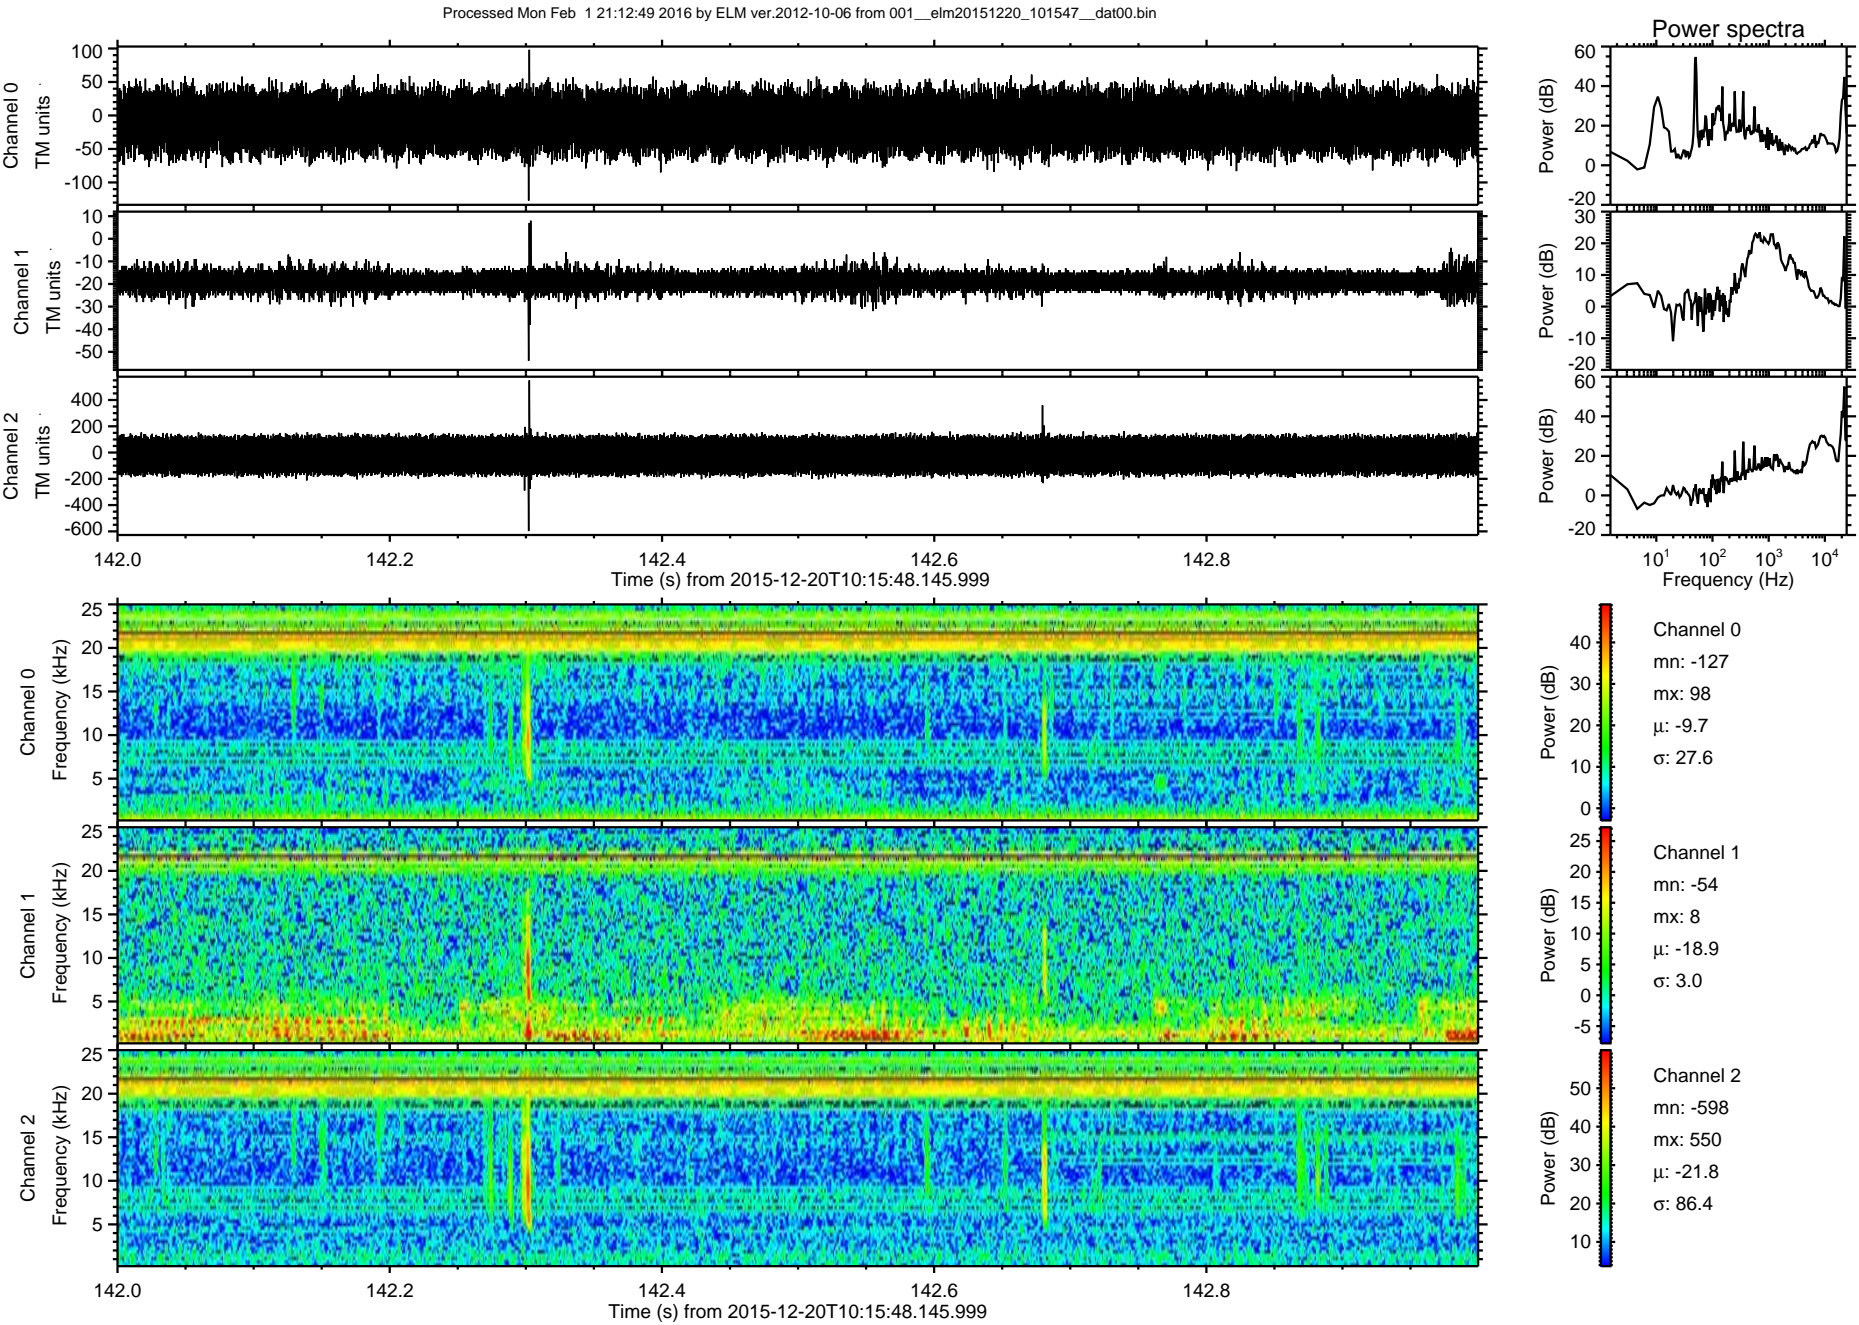 Processed Mon Feb  1 21:12:49 2016 by ELM ver.2012-10-06 from 001__elm20151220_101547__dat00.bin
Power spectra
Channel 0
TM units
100
50
0
-50
-100
Power (dB)
60
40
20
0
-20
Channel 1
TM units
10
0
-10
-20
-30
-40
-50
Power (dB)
30
20
10
0
-10
-20
Channel 2
TM units
400
200
0
-200
-400
-600
Power (dB)
60
40
20
0
-20
142.0 142.2 142.4 142.6 142.8
Time (s) from 2015-12-20T10:15:48.145.999
10¹ 10² 10³ 10⁴
Frequency (Hz)
Channel 0
Frequency (kHz)
25
20
15
10
5
Power (dB)
40
30
20
10
0
Channel 0
mn: -127
mx: 98
μ: -9.7
σ: 27.6
Channel 1
Frequency (kHz)
25
20
15
10
5
Power (dB)
25
20
15
10
5
0
-5
Channel 1
mn: -54
mx: 8
μ: -18.9
σ: 3.0
Channel 2
Frequency (kHz)
25
20
15
10
5
Power (dB)
50
40
30
20
10
Channel 2
mn: -598
mx: 550
μ: -21.8
σ: 86.4
142.0 142.2 142.4 142.6 142.8
Time (s) from 2015-12-20T10:15:48.145.999